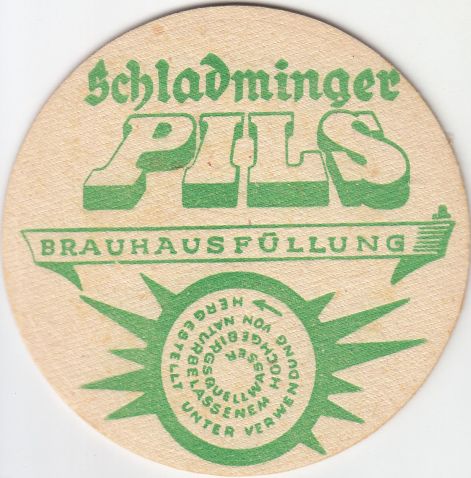 Schladminger
PILS
BRAUHAUSFÜLLUNG
HERGESTELLT UNTER VERWENDUNG VON NATURBELASSENEM HOCHGEBIRGSQUELLWASSER